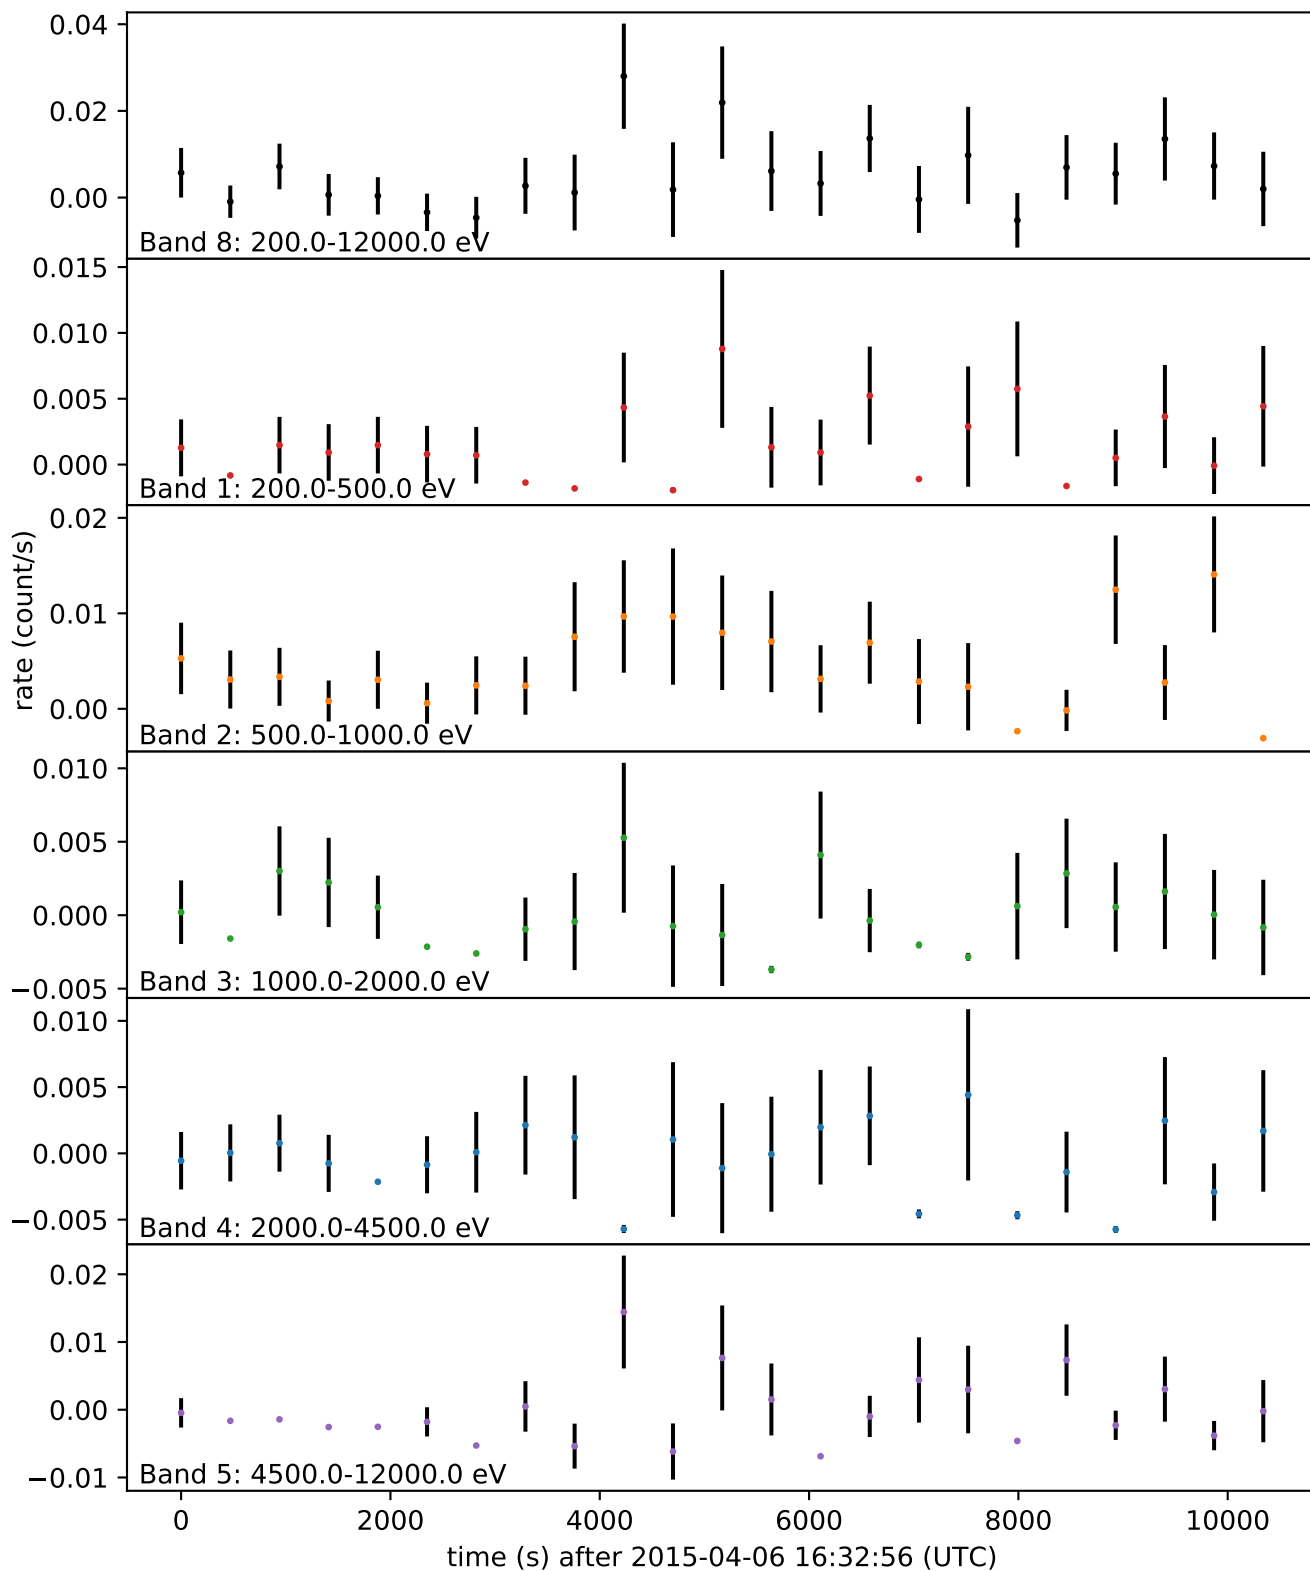 0.04
0.02
0.00
Band 8: 200.0-12000.0 eV
0.015
0.010
0.005
0.000
Band 1: 200.0-500.0 eV
0.02
0.01
0.00
Band 2: 500.0-1000.0 eV
rate (count/s)
0.010
0.005
0.000
−0.005
Band 3: 1000.0-2000.0 eV
0.010
0.005
0.000
−0.005
Band 4: 2000.0-4500.0 eV
0.02
0.01
0.00
−0.01
Band 5: 4500.0-12000.0 eV
0 2000 4000 6000 8000 10000
time (s) after 2015-04-06 16:32:56 (UTC)